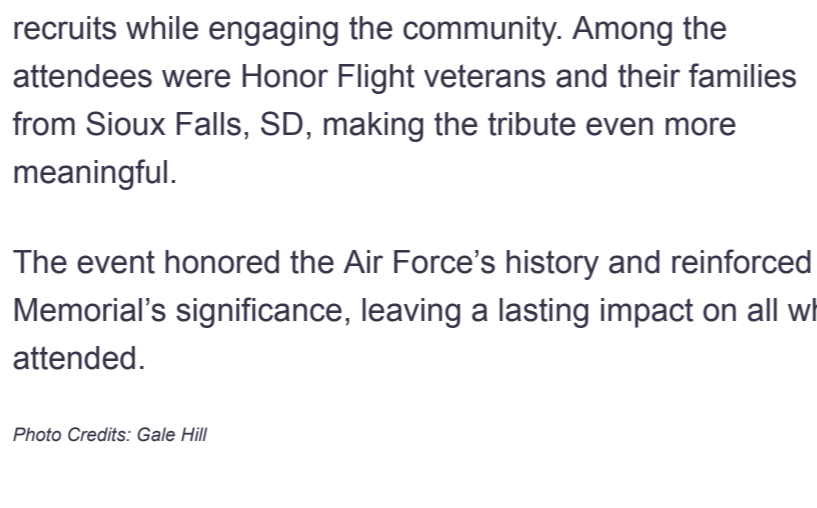 recruits while engaging the community. Among the
attendees were Honor Flight veterans and their families
from Sioux Falls, SD, making the tribute even more
meaningful.
The event honored the Air Force’s history and reinforced
Memorial’s significance, leaving a lasting impact on all
attended.
Photo Credits: Gale Hill